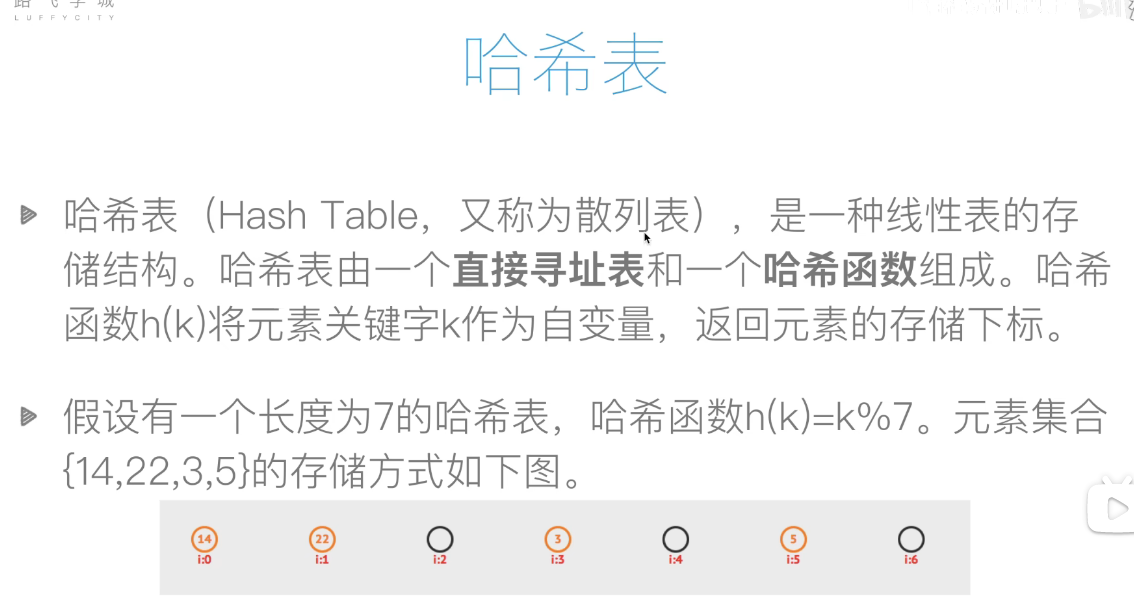 LUFFYCITY
哈希表
哈希表（Hash Table，又称为散列表），是一种线性表的存
储结构。哈希表由一个直接寻址表和一个哈希函数组成。哈希
函数h(k)将元素关键字k作为自变量，返回元素的存储下标。
假设有一个长度为7的哈希表，哈希函数h(k)=k%7。元素集合
{14,22,3,5}的存储方式如下图。
14 22 3 5
i:0 i:1 i:2 i:3 i:4 i:5 i:6